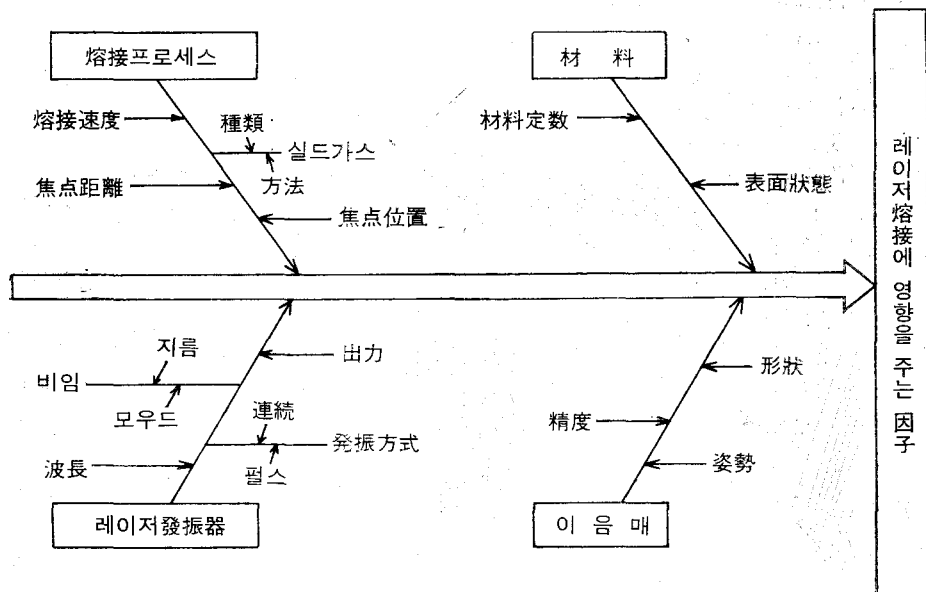 熔接프로세스
材 料
熔接速度
種類
실드가스
方法
焦点距離
焦点位置
材料定数
表面狀態
레이저熔接에 영향을 주는 因子
지름
비임
모우드
出力
連続
発振方式
펄스
波長
레이저發振器
形狀
精度
姿勢
이 음 매